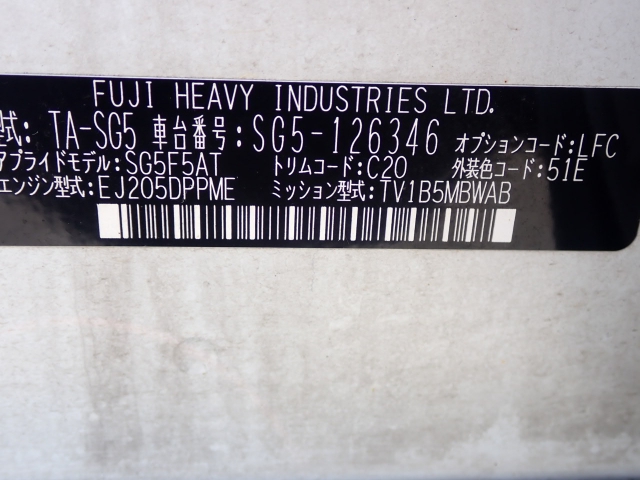 FUJI HEAVY INDUSTRIES LTD.
型式: TA-SG5 車台番号:SG5-126346 オプションコード:LFC
アプライドモデル:SG5F5AT トリムコード:C20 外装色コード:51E
エンジン型式:EJ205DPPME ミッション型式:TV1B5MBWAB